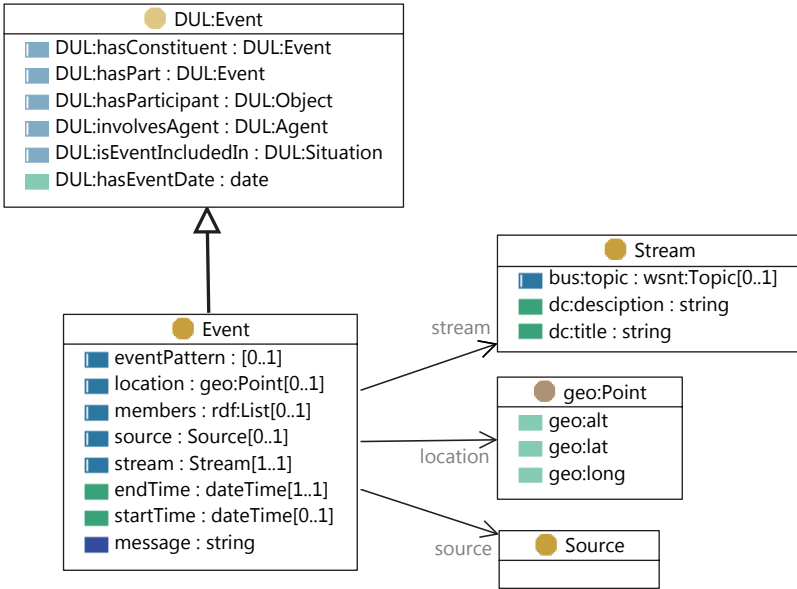 DUL:Event
DUL:hasConstituent : DUL:Event
DUL:hasPart : DUL:Event
DUL:hasParticipant : DUL:Object
DUL:involvesAgent : DUL:Agent
DUL:isEventIncludedIn : DUL:Situation
DUL:hasEventDate : date
Event
eventPattern : [0..1]
location : geo:Point[0..1]
members : rdf:List[0..1]
source : Source[0..1]
stream : Stream[1..1]
endTime : dateTime[1..1]
startTime : dateTime[0..1]
message : string
stream
location
source
Stream
bus:topic : wsnt:Topic[0..1]
dc:desciption : string
dc:title : string
geo:Point
geo:alt
geo:lat
geo:long
Source